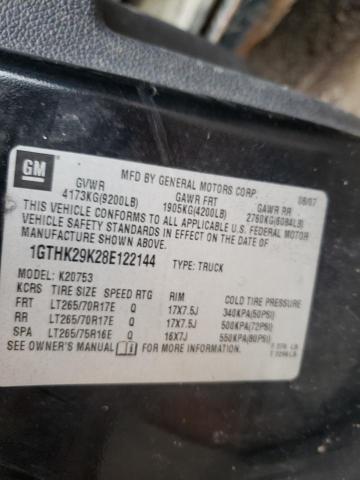 GM
MFD BY GENERAL MOTORS CORP 08/07
GVWR GAWR FRT GAWR RR
4173KG(9200LB) 1905KG(4200LB) 2760KG(6084LB)
THIS VEHICLE CONFORMS TO ALL APPLICABLE U.S. FEDERAL MOTOR
VEHICLE SAFETY STANDARDS IN EFFECT ON THE DATE OF
MANUFACTURE SHOWN ABOVE.
1GTHK29K28E122144 TYPE: TRUCK
MODEL: K20753
KCRS TIRE SIZE SPEED RTG RIM COLD TIRE PRESSURE
FRT LT265/70R17E Q 17X7.5J 340KPA(50PSI)
RR LT265/70R17E Q 17X7.5J 500KPA(72PSI)
SPA LT265/75R16E Q 16X7J 550KPA(80PSI)
SEE OWNER'S MANUAL FOR MORE INFORMATION.